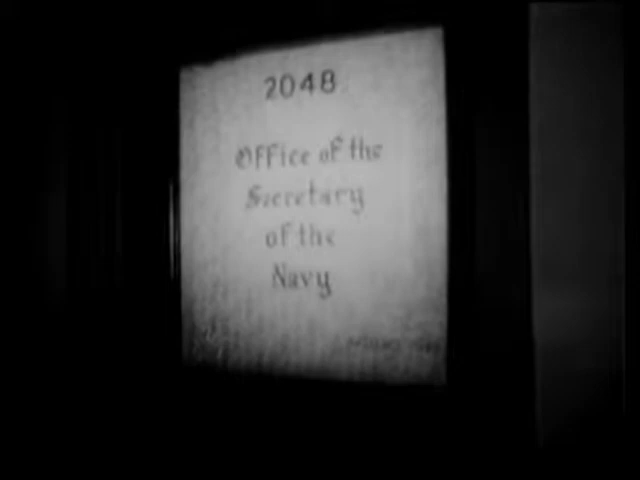 2048
Office of the
Secretary
of the
Navy